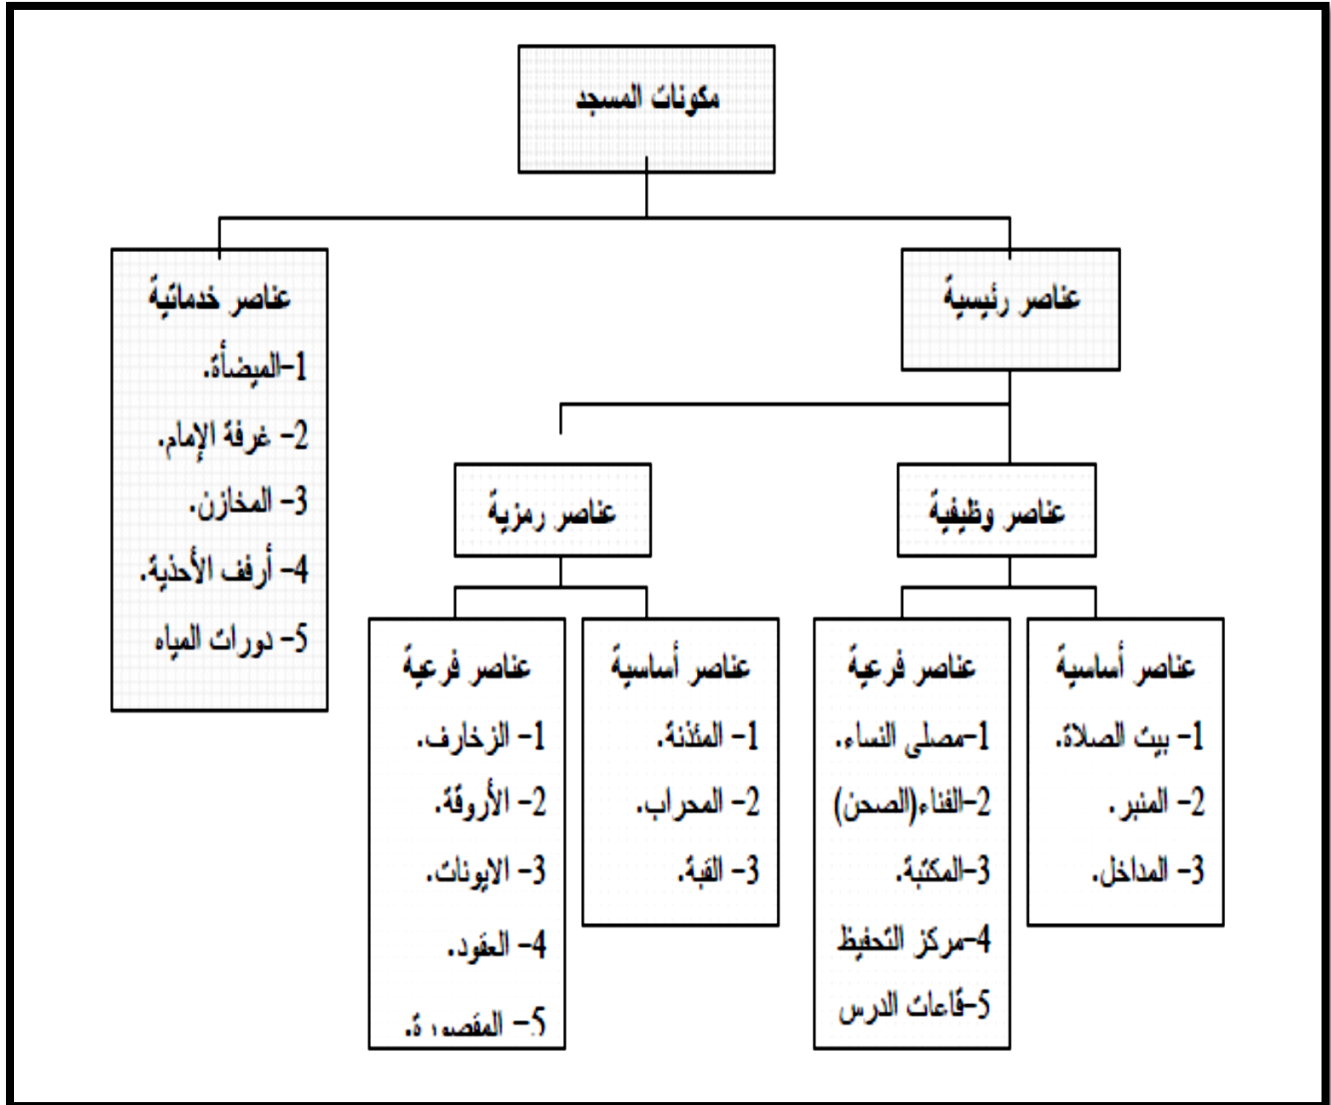 مكونات المسجد
عناصر رئيسية
عناصر وظيفية
عناصر أساسية
1- بيت الصلاة.
2- المنبر.
3- المداخل.
عناصر فرعية
1-مصلى النساء.
2-الفناء(الصحن)
3-المكتبة.
4-مركز التحفيظ
5-قاعات الدرس
عناصر رمزية
عناصر أساسية
1- المئذنة.
2- المحراب.
3- القبة.
عناصر فرعية
1- الزخارف.
2- الأروقة.
3- الايونات.
4- العقود.
5- المقصورة.
عناصر خدماتية
1-الميضأة.
2- غرفة الإمام.
3- المخازن.
4- أرفف الأحذية.
5- دورات المياه